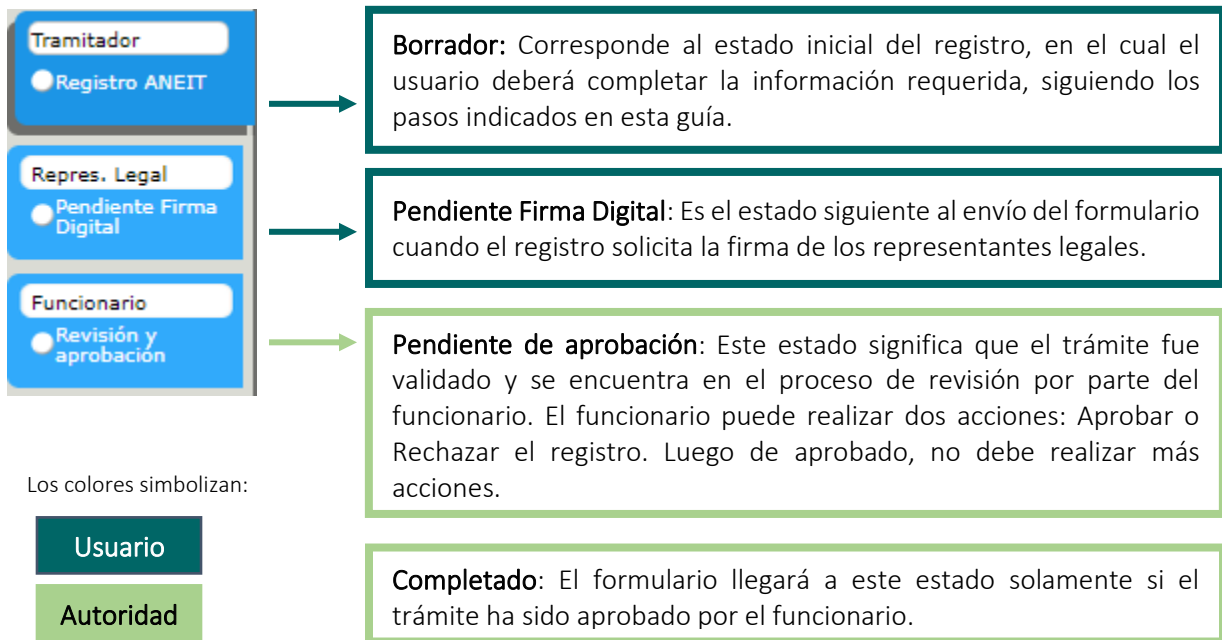 Tramitador
Registro ANEIT
Repres. Legal
Pendiente Firma
Digital
Funcionario
Revisión y
aprobación
Borrador: Corresponde al estado inicial del registro, en el cual el
usuario deberá completar la información requerida, siguiendo los
pasos indicados en esta guía.
Pendiente Firma Digital: Es el estado siguiente al envío del formulario
cuando el registro solicita la firma de los representantes legales.
Pendiente de aprobación: Este estado significa que el trámite fue
validado y se encuentra en el proceso de revisión por parte del
funcionario. El funcionario puede realizar dos acciones: Aprobar o
Rechazar el registro. Luego de aprobado, no debe realizar más
acciones.
Completado: El formulario llegará a este estado solamente si el
trámite ha sido aprobado por el funcionario.
Los colores simbolizan:
Usuario
Autoridad